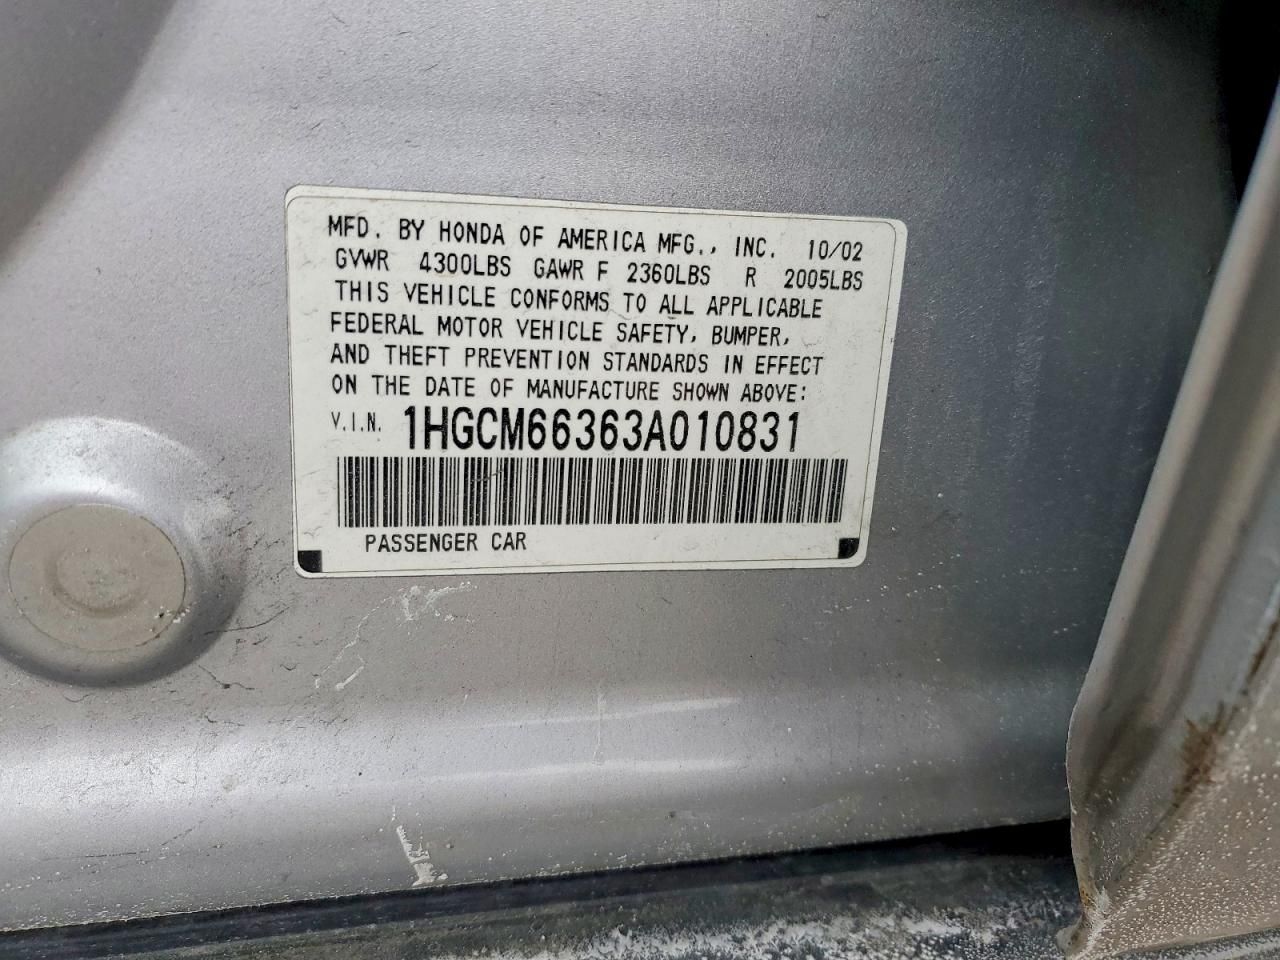 MFD. BY HONDA OF AMERICA MFG., INC. 10/02
GVWR 4300LBS GAWR F 2360LBS R 2005LBS
THIS VEHICLE CONFORMS TO ALL APPLICABLE
FEDERAL MOTOR VEHICLE SAFETY, BUMPER,
AND THEFT PREVENTION STANDARDS IN EFFECT
ON THE DATE OF MANUFACTURE SHOWN ABOVE:
V.I.N. 1HGCM66363A010831
PASSENGER CAR